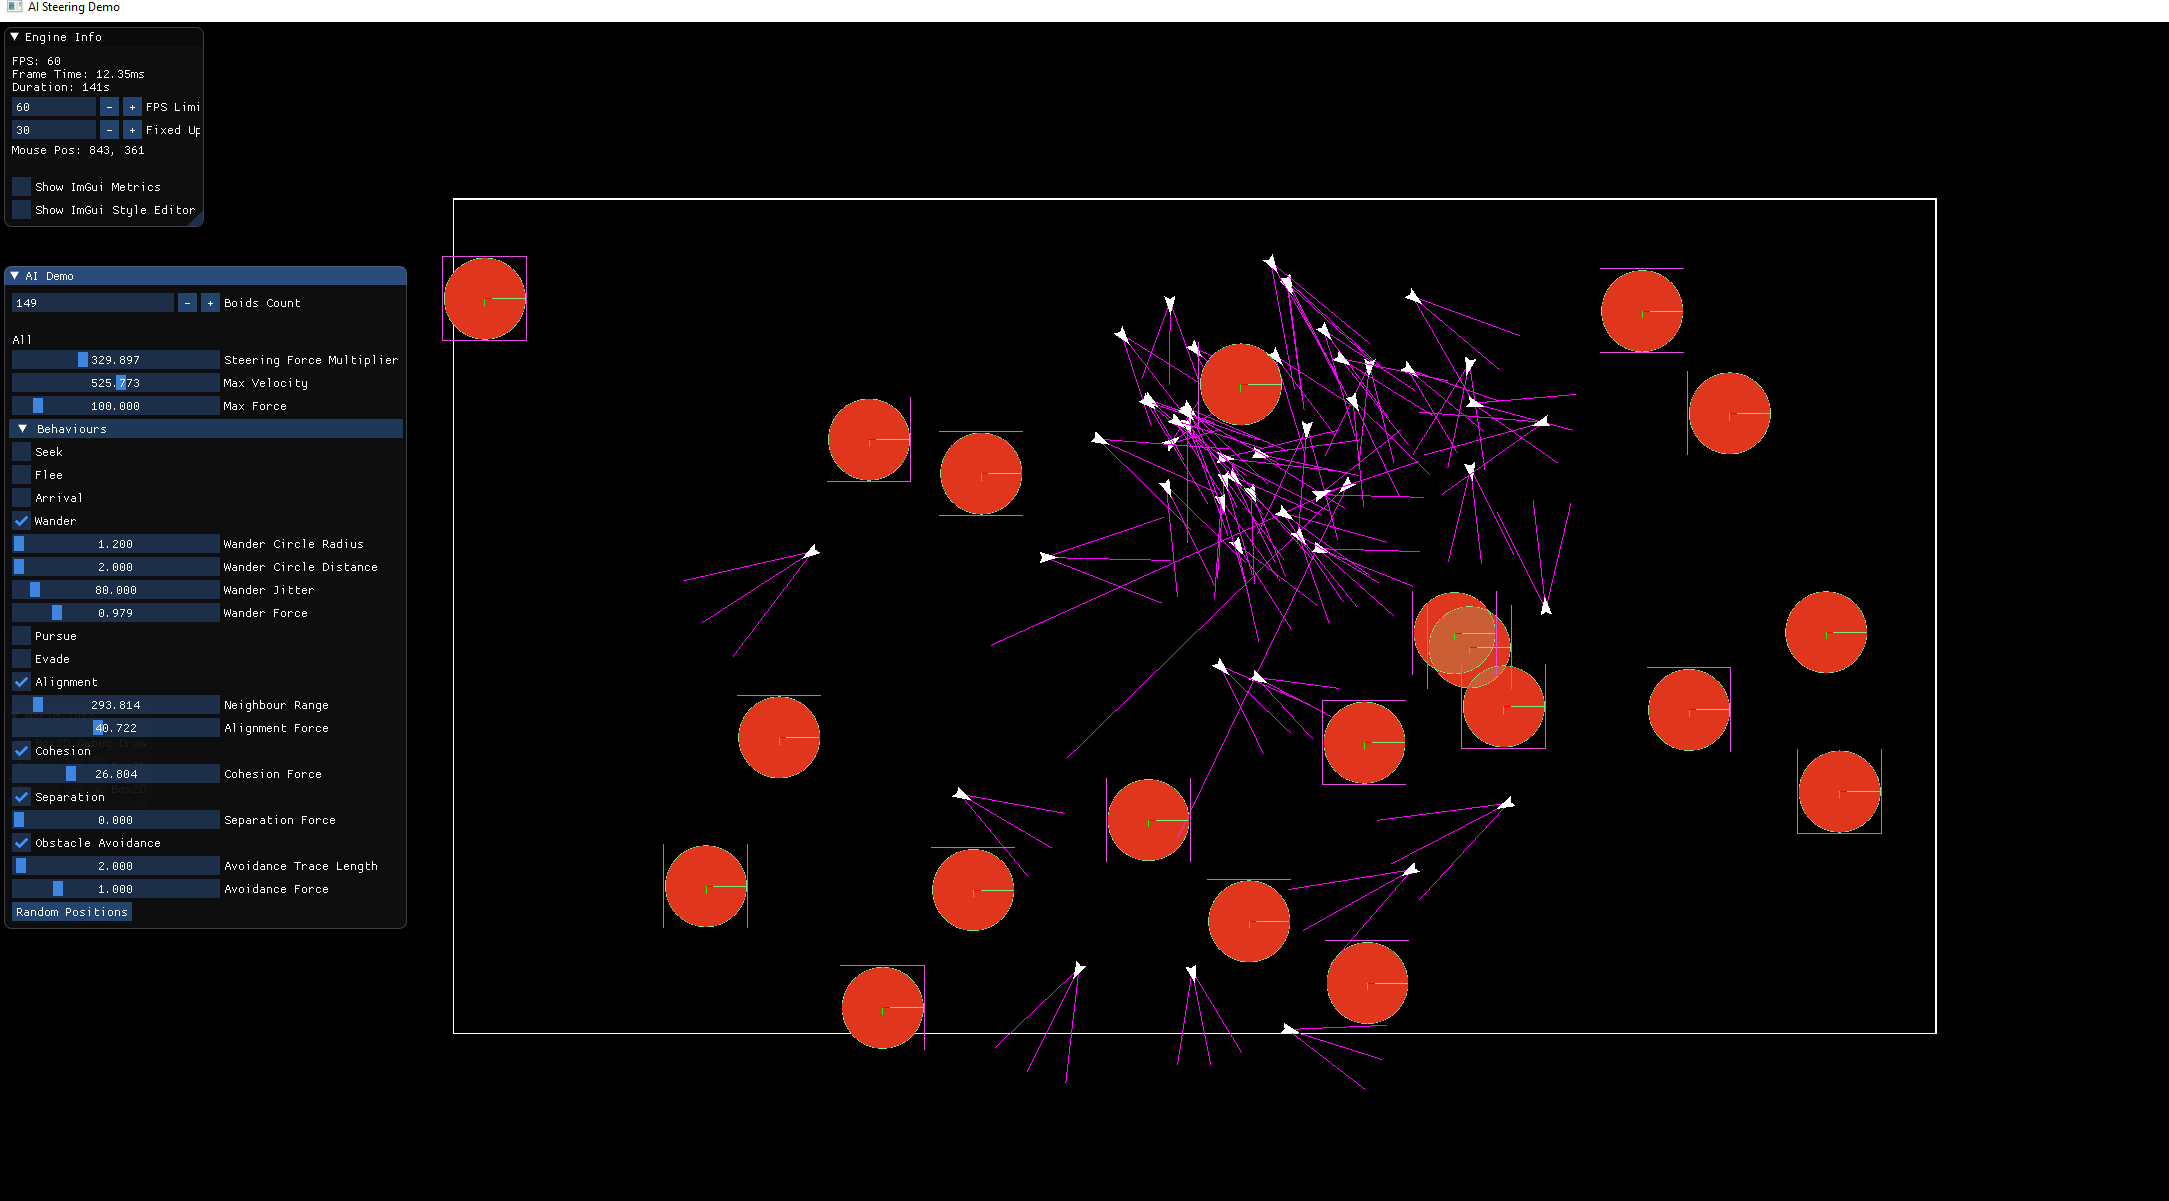 AI Steering Demo
Engine Info
FPS: 60
Frame Time: 12.35ms
Duration: 141s
60 - + FPS Limi
30 - + Fixed Up
Mouse Pos: 843, 361
Show ImGui Metrics
Show ImGui Style Editor
AI Demo
149 - + Boids Count
All
329.897 Steering Force Multiplier
525.773 Max Velocity
100.000 Max Force
Behaviours
Seek
Flee
Arrival
Wander
1.200 Wander Circle Radius
2.000 Wander Circle Distance
80.000 Wander Jitter
0.979 Wander Force
Pursue
Evade
Alignment
293.814 Neighbour Range
40.722 Alignment Force
Cohesion
26.804 Cohesion Force
Box2D
Separation
0.000 Separation Force
Obstacle Avoidance
2.000 Avoidance Trace Length
1.000 Avoidance Force
Random Positions